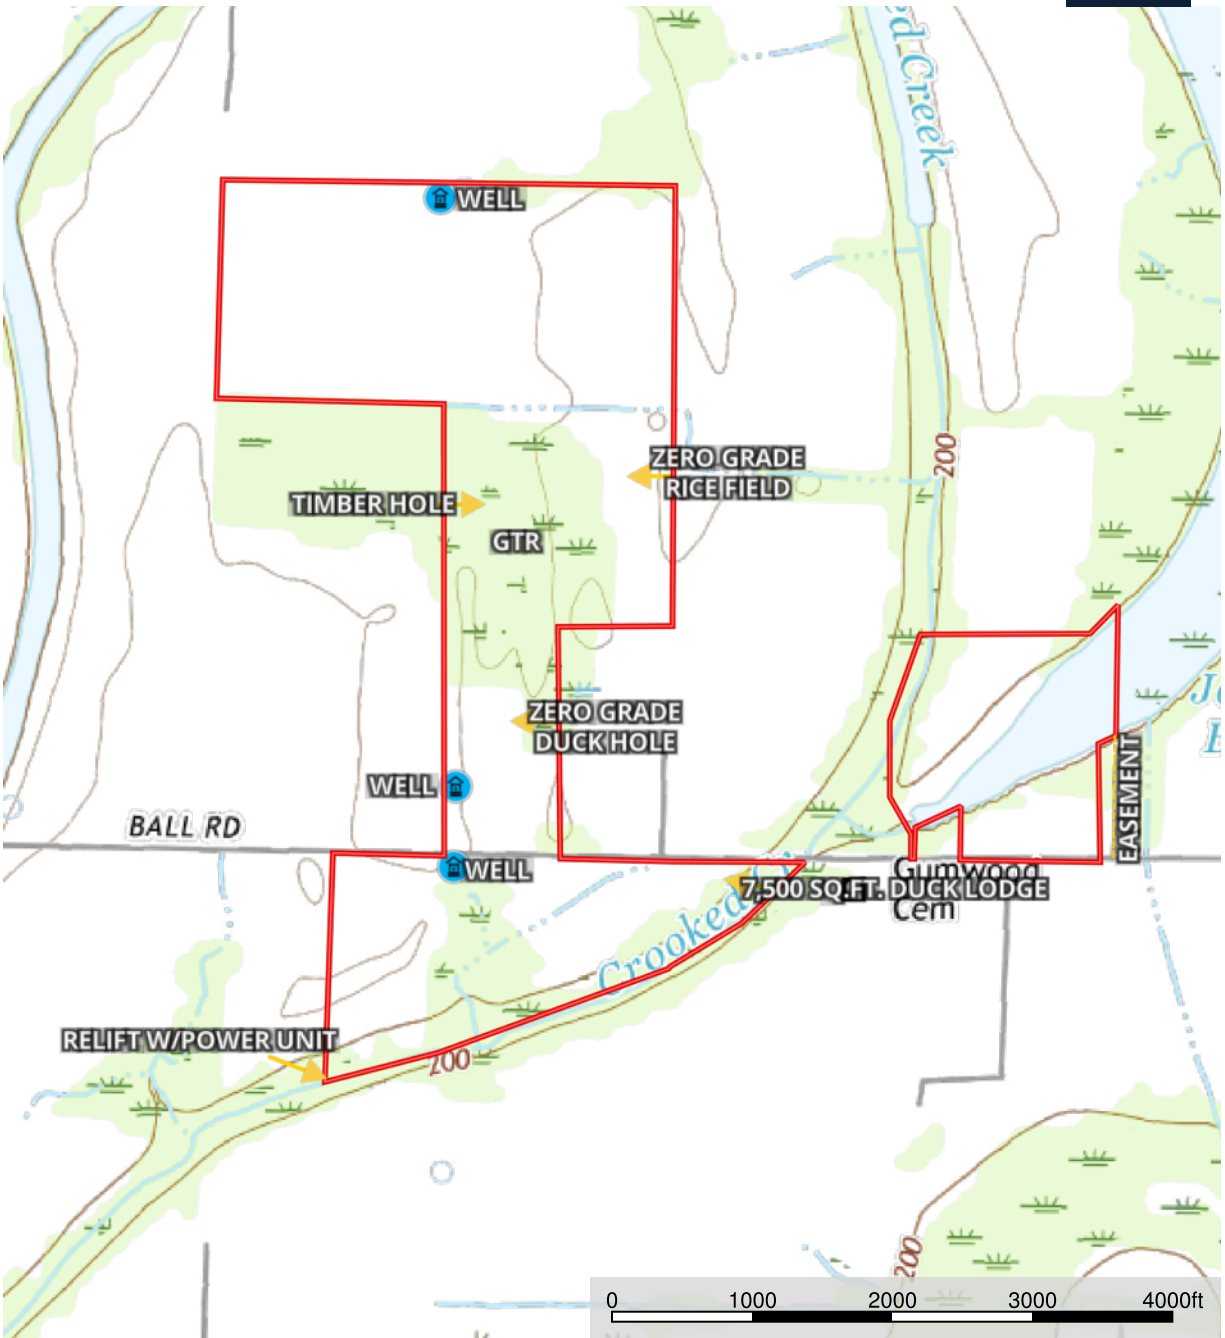 ed Creek
WELL
200
ZERO GRADE
RICE FIELD
TIMBER HOLE
GTR
ZERO GRADE
DUCK HOLE
WELL
EASEMENT
BALL RD
WELL
Gumwood
7,500 SQ.FT. DUCK LODGE
Cem
Crooked
RELIFT W/POWER UNIT
200
200
0 1000 2000 3000 4000ft